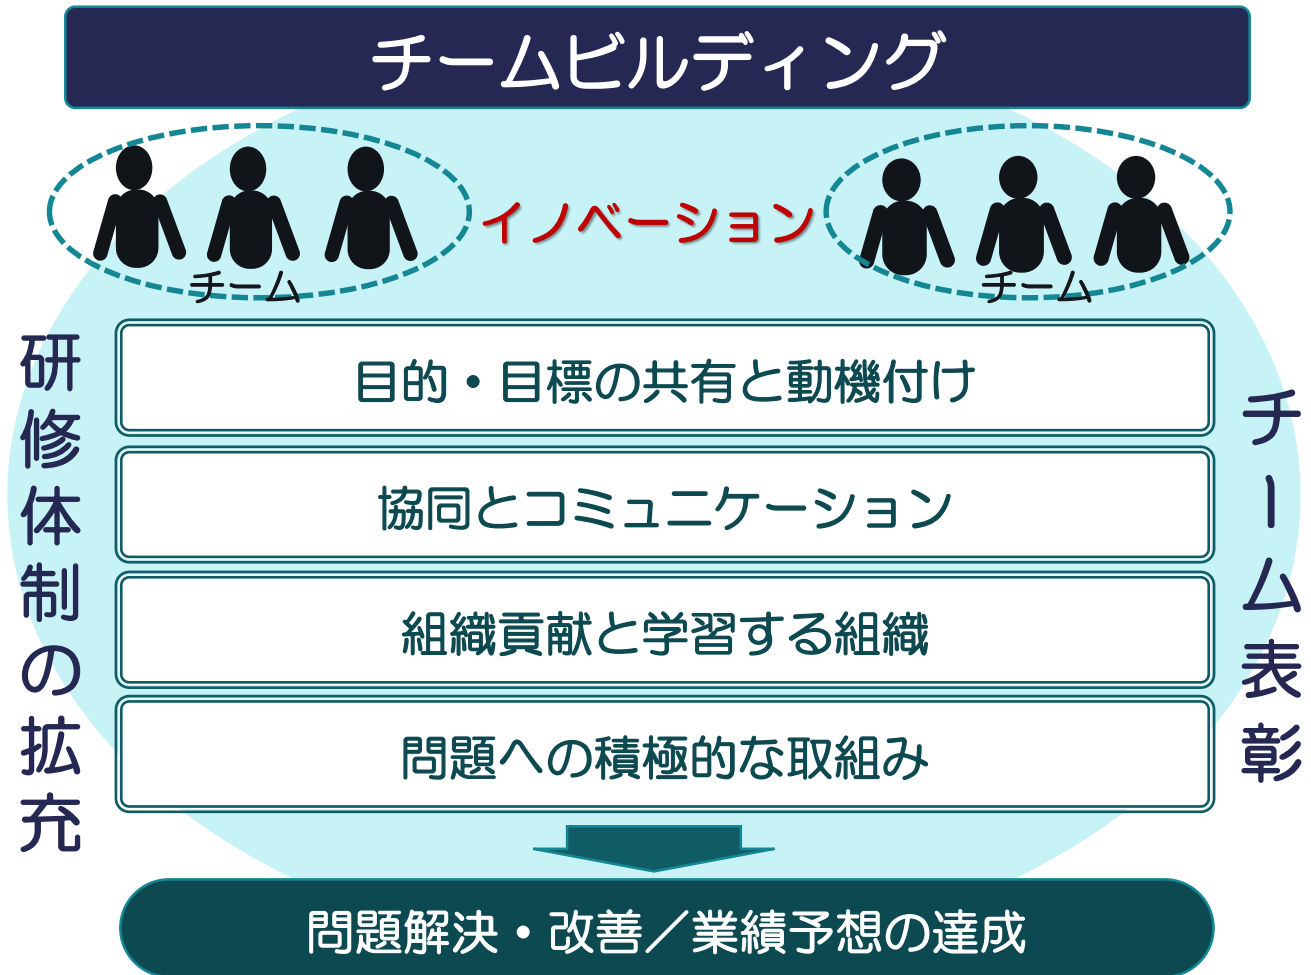 チームビルディング
イノベーション
チーム
チーム
研修体制の拡充
目的・目標の共有と動機付け
協同とコミュニケーション
組織貢献と学習する組織
問題への積極的な取組み
チーム表彰
問題解決・改善／業績予想の達成